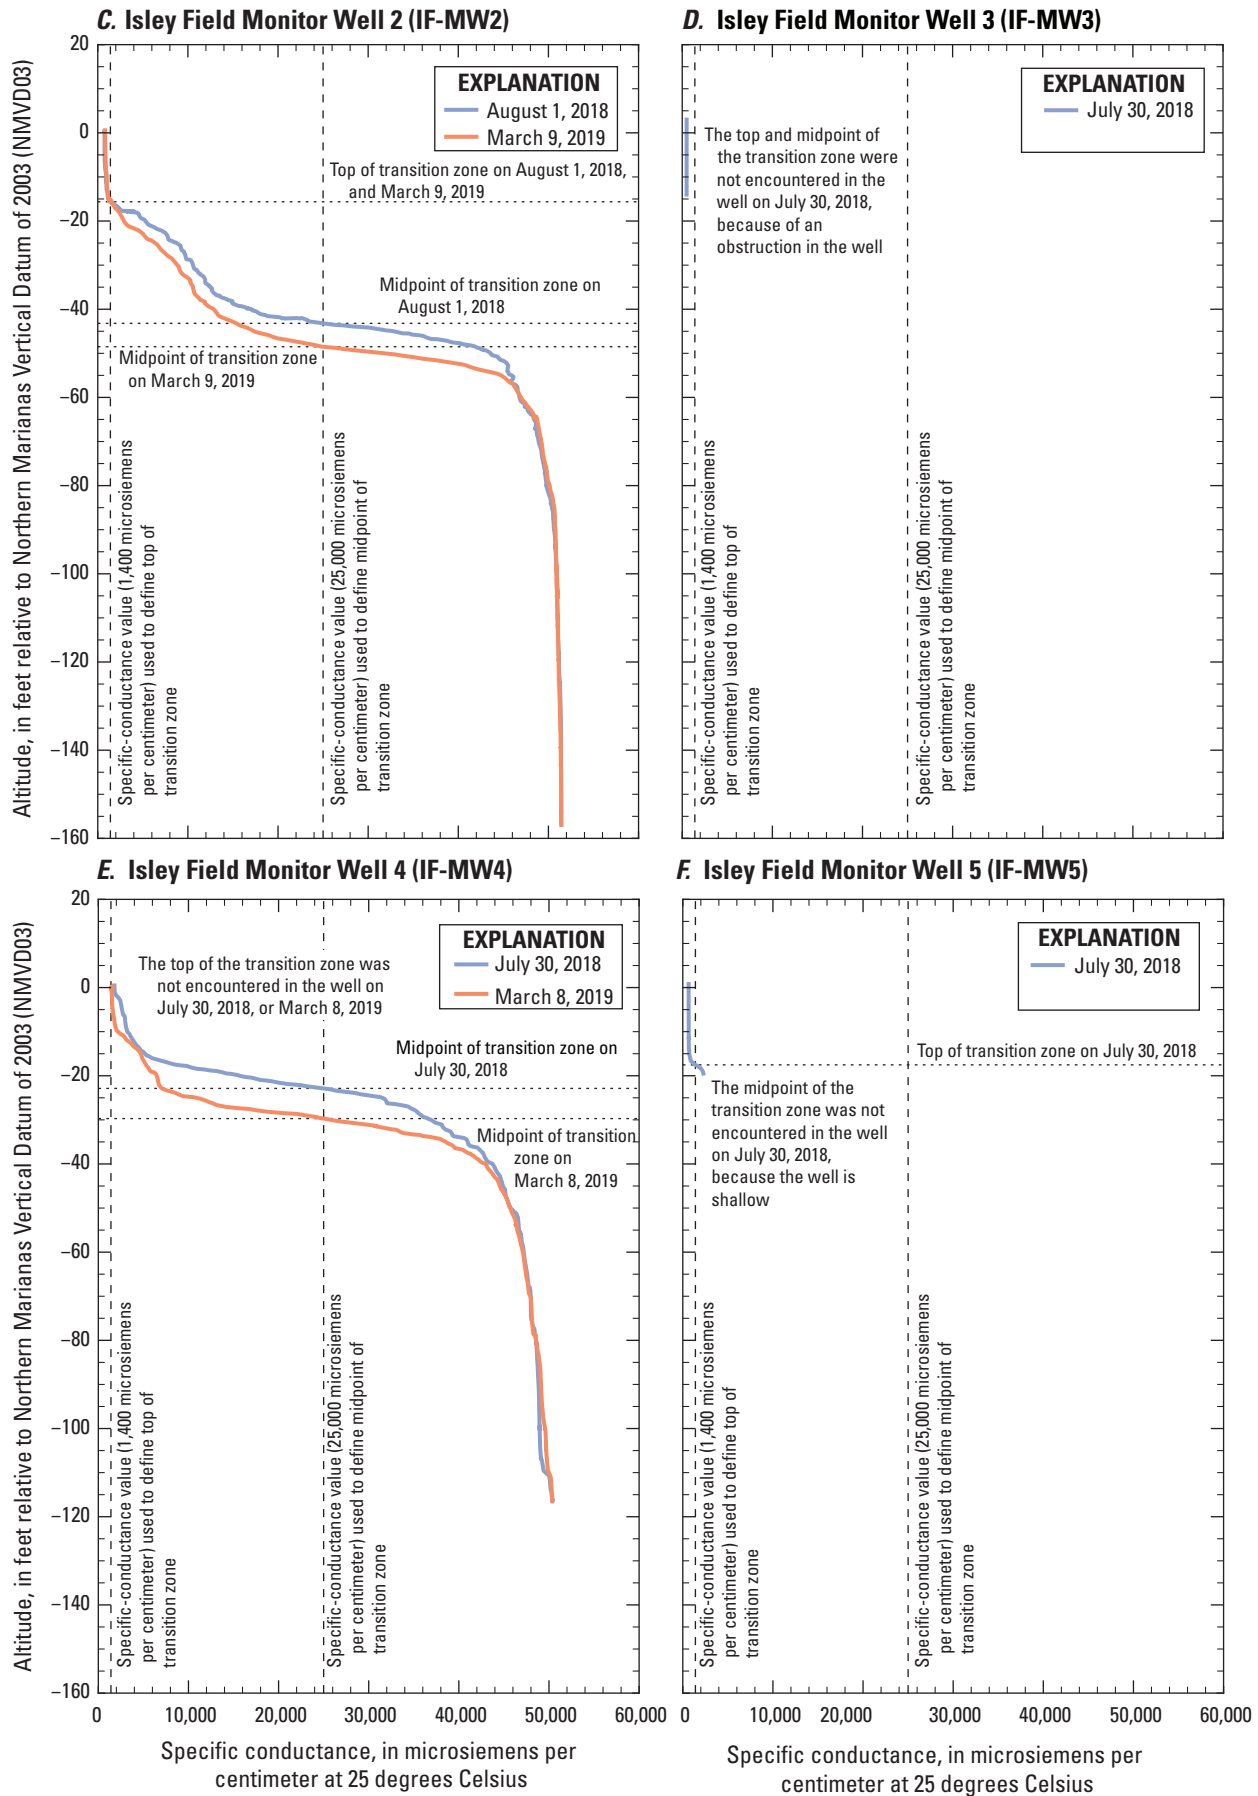 C. Isley Field Monitor Well 2 (IF-MW2)
Altitude, in feet relative to Northern Marianas Vertical Datum of 2003 (NMVD03)
20
0
−20
−40
−60
−80
−100
−120
−140
−160
EXPLANATION
August 1, 2018
March 9, 2019
Top of transition zone on August 1, 2018,
and March 9, 2019
Midpoint of transition zone on
August 1, 2018
Midpoint of transition zone
on March 9, 2019
Specific-conductance value (1,400 microsiemens
per centimeter) used to define top of
transition zone
Specific-conductance value (25,000 microsiemens
per centimeter) used to define midpoint of
transition zone
D. Isley Field Monitor Well 3 (IF-MW3)
EXPLANATION
July 30, 2018
The top and midpoint of
the transition zone were
not encountered in the
well on July 30, 2018,
because of an
obstruction in the well
Specific-conductance value (1,400 microsiemens
per centimeter) used to define top of
transition zone
Specific-conductance value (25,000 microsiemens
per centimeter) used to define midpoint of
transition zone
E. Isley Field Monitor Well 4 (IF-MW4)
Altitude, in feet relative to Northern Marianas Vertical Datum of 2003 (NMVD03)
20
0
−20
−40
−60
−80
−100
−120
−140
−160
EXPLANATION
July 30, 2018
March 8, 2019
The top of the transition zone was
not encountered in the well on
July 30, 2018, or March 8, 2019
Midpoint of transition zone on
July 30, 2018
Midpoint of transition
zone on
March 8, 2019
Specific-conductance value (1,400 microsiemens
per centimeter) used to define top of
transition zone
Specific-conductance value (25,000 microsiemens
per centimeter) used to define midpoint of
transition zone
0 10,000 20,000 30,000 40,000 50,000 60,000
Specific conductance, in microsiemens per
centimeter at 25 degrees Celsius
F. Isley Field Monitor Well 5 (IF-MW5)
EXPLANATION
July 30, 2018
Top of transition zone on July 30, 2018
The midpoint of the
transition zone was not
encountered in the well
on July 30, 2018,
because the well is
shallow
Specific-conductance value (1,400 microsiemens
per centimeter) used to define top of
transition zone
Specific-conductance value (25,000 microsiemens
per centimeter) used to define midpoint of
transition zone
0 10,000 20,000 30,000 40,000 50,000 60,000
Specific conductance, in microsiemens per
centimeter at 25 degrees Celsius